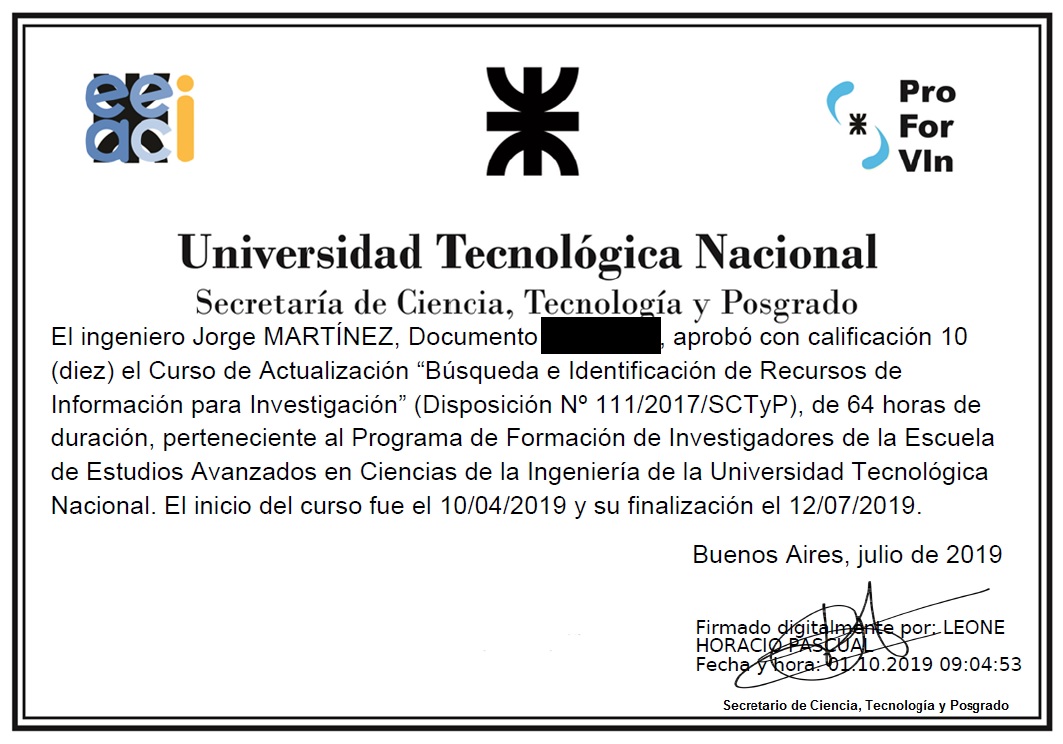 ee
aci
Pro
For
VIn
Universidad Tecnológica Nacional
Secretaría de Ciencia, Tecnología y Posgrado
El ingeniero Jorge MARTÍNEZ, Documento , aprobó con calificación 10
(diez) el Curso de Actualización “Búsqueda e Identificación de Recursos de
Información para Investigación” (Disposición Nº 111/2017/SCTyP), de 64 horas de
duración, perteneciente al Programa de Formación de Investigadores de la Escuela
de Estudios Avanzados en Ciencias de la Ingeniería de la Universidad Tecnológica
Nacional. El inicio del curso fue el 10/04/2019 y su finalización el 12/07/2019.
Buenos Aires, julio de 2019
Firmado digitalmente por: LEONE
HORACIO PASCUAL
Fecha y hora: 01.10.2019 09:04:53
Secretario de Ciencia, Tecnología y Posgrado